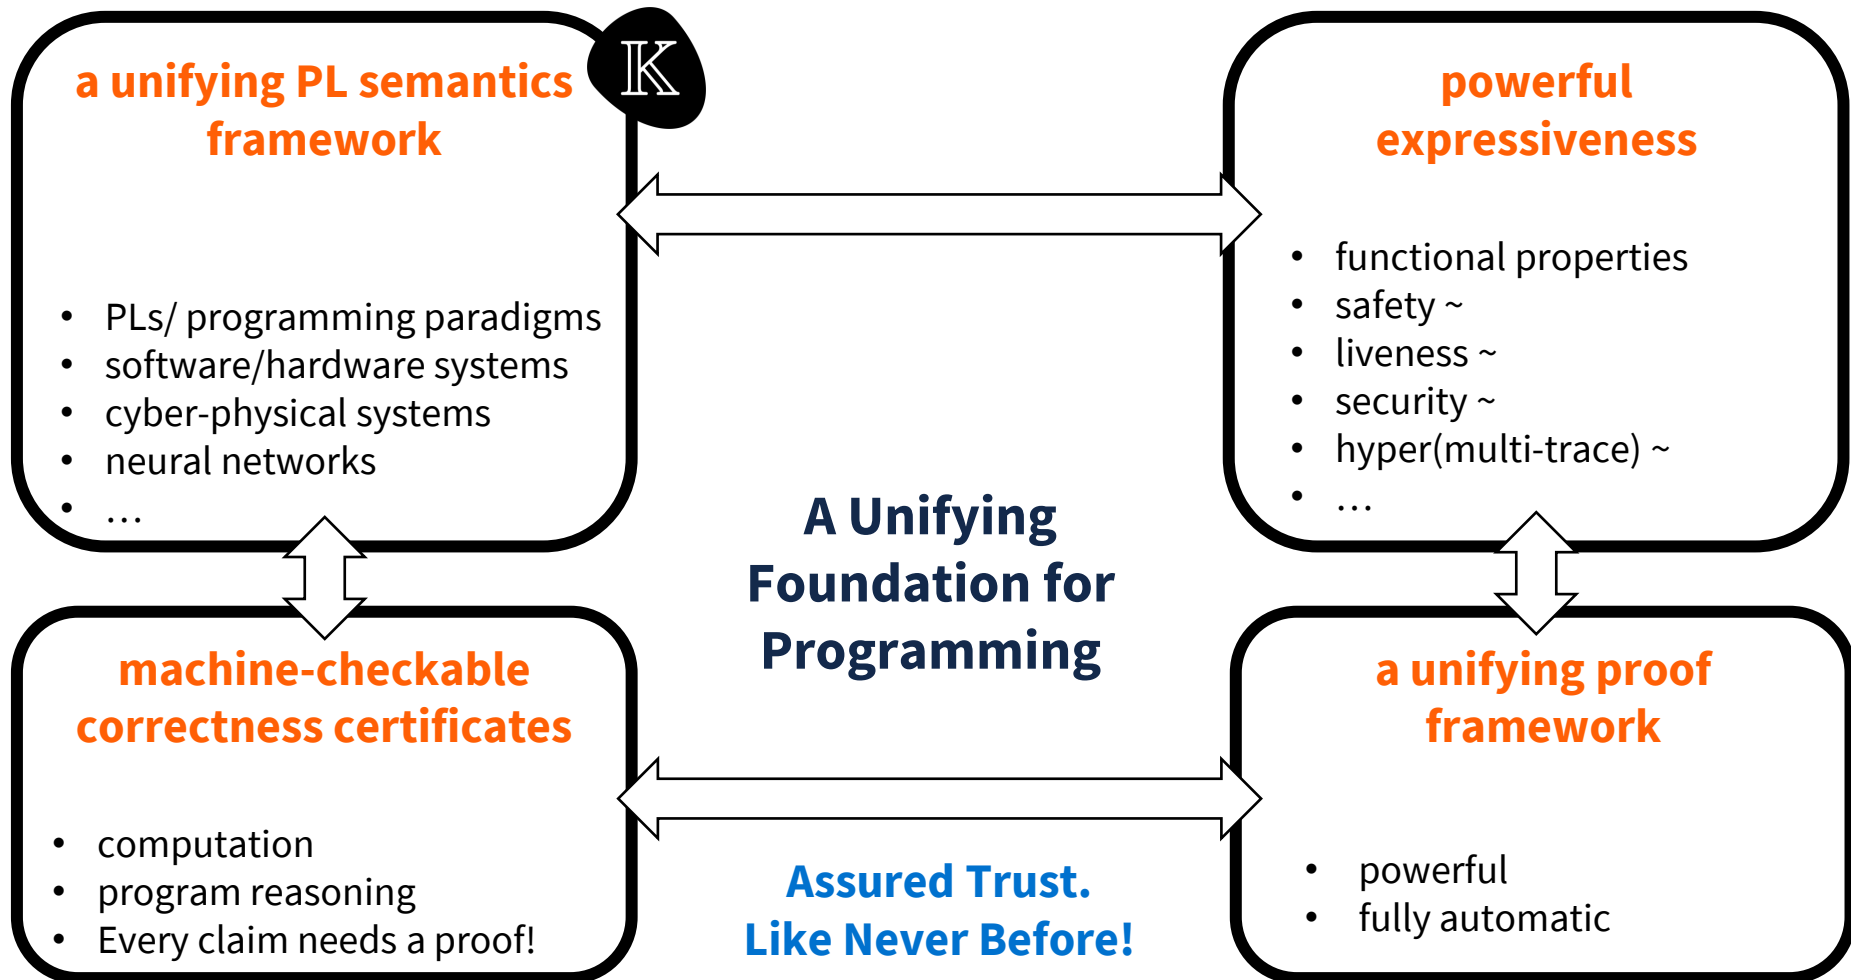 a unifying PL semantics
framework
𝕂
• PLs/ programming paradigms
• software/hardware systems
• cyber-physical systems
• neural networks
• …
powerful
expressiveness
• functional properties
• safety ~
• liveness ~
• security ~
• hyper(multi-trace) ~
• …
A Unifying
Foundation for
Programming
machine-checkable
correctness certificates
• computation
• program reasoning
• Every claim needs a proof!
Assured Trust.
Like Never Before!
a unifying proof
framework
• powerful
• fully automatic